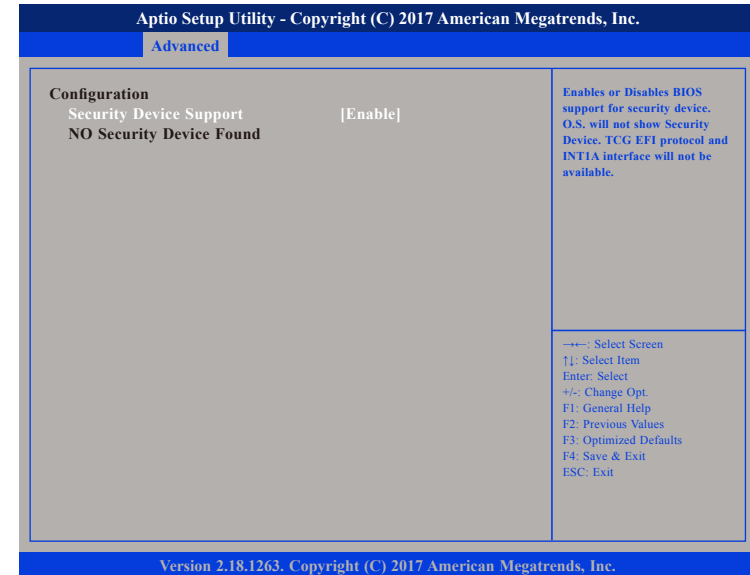 Aptio Setup Utility - Copyright (C) 2017 American Megatrends, Inc.
Advanced
Configuration
Security Device Support [Enable]
NO Security Device Found
Enables or Disables BIOS
support for security device.
O.S. will not show Security
Device. TCG EFI protocol and
INT1A interface will not be
available.
→←: Select Screen
↑↓: Select Item
Enter: Select
+/-: Change Opt.
F1: General Help
F2: Previous Values
F3: Optimized Defaults
F4: Save & Exit
ESC: Exit
Version 2.18.1263. Copyright (C) 2017 American Megatrends, Inc.